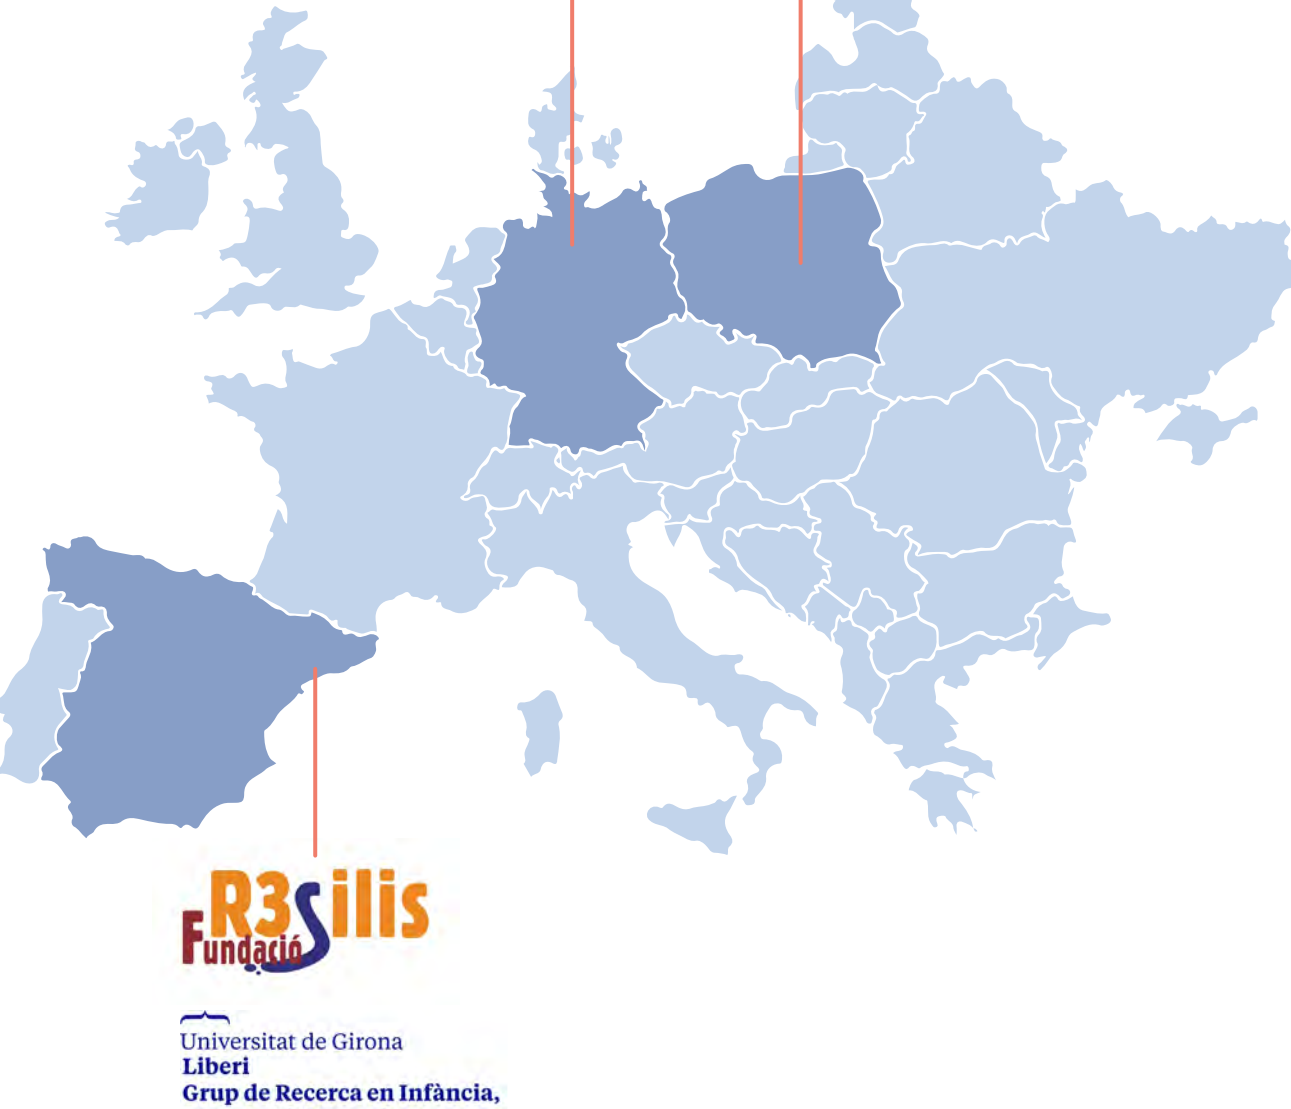 R3Silis
Fundació
Universitat de Girona
Liberi
Grup de Recerca en Infància,